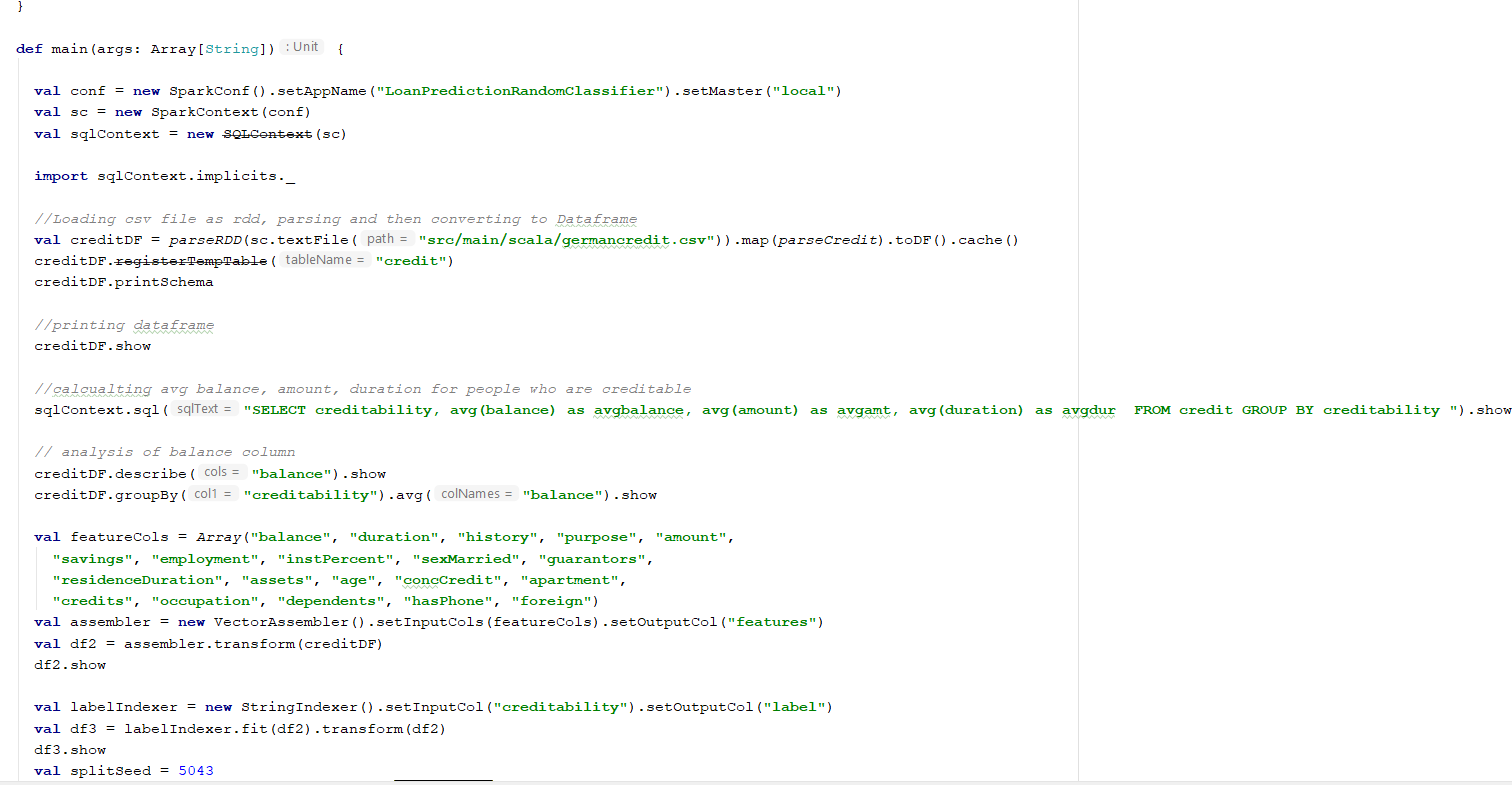 }
def main(args: Array[String]) : Unit {
val conf = new SparkConf().setAppName("LoanPredictionRandomClassifier").setMaster("local")
val sc = new SparkContext(conf)
val sqlContext = new SQLContext(sc)
import sqlContext.implicits._
//Loading csv file as rdd, parsing and then converting to Dataframe
val creditDF = parseRDD(sc.textFile( path = "src/main/scala/germancredit.csv")).map(parseCredit).toDF().cache()
creditDF.registerTempTable( tableName = "credit")
creditDF.printSchema
//printing dataframe
creditDF.show
//calcualting avg balance, amount, duration for people who are creditable
sqlContext.sql( sqlText = "SELECT creditability, avg(balance) as avgbalance, avg(amount) as avgamt, avg(duration) as avgdur  FROM credit GROUP BY creditability ").show
// analysis of balance column
creditDF.describe( cols = "balance").show
creditDF.groupBy( col1 = "creditability").avg( colNames = "balance").show
val featureCols = Array("balance", "duration", "history", "purpose", "amount",
"savings", "employment", "instPercent", "sexMarried", "guarantors",
"residenceDuration", "assets", "age", "concCredit", "apartment",
"credits", "occupation", "dependents", "hasPhone", "foreign")
val assembler = new VectorAssembler().setInputCols(featureCols).setOutputCol("features")
val df2 = assembler.transform(creditDF)
df2.show
val labelIndexer = new StringIndexer().setInputCol("creditability").setOutputCol("label")
val df3 = labelIndexer.fit(df2).transform(df2)
df3.show
val splitSeed = 5043